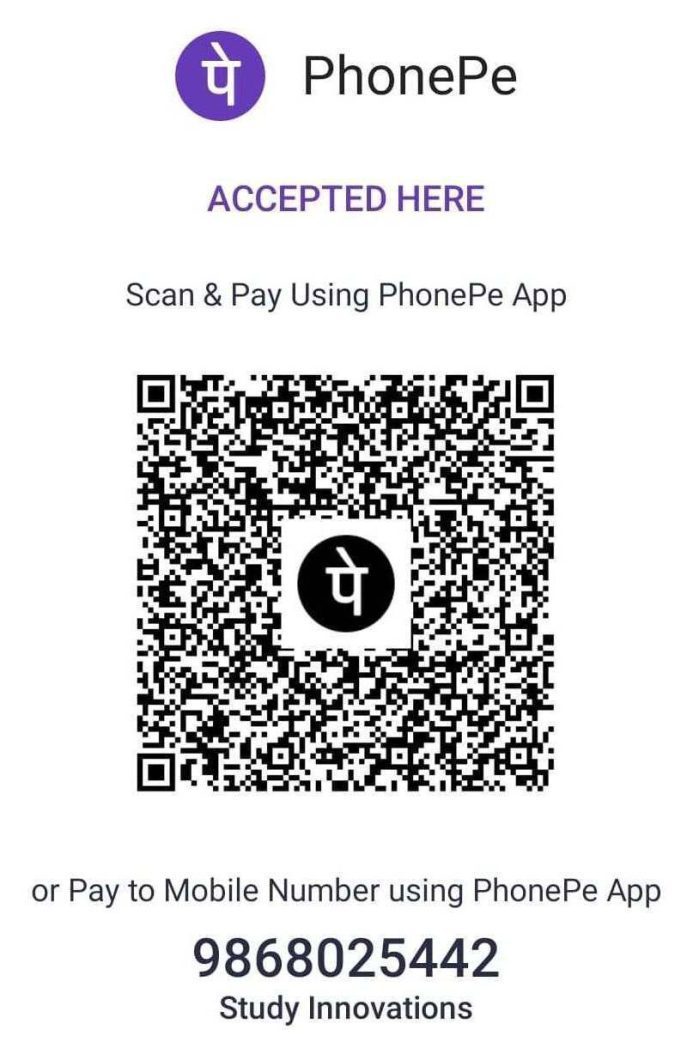 पे PhonePe
ACCEPTED HERE
Scan & Pay Using PhonePe App
पे
or Pay to Mobile Number using PhonePe App
9868025442
Study Innovations